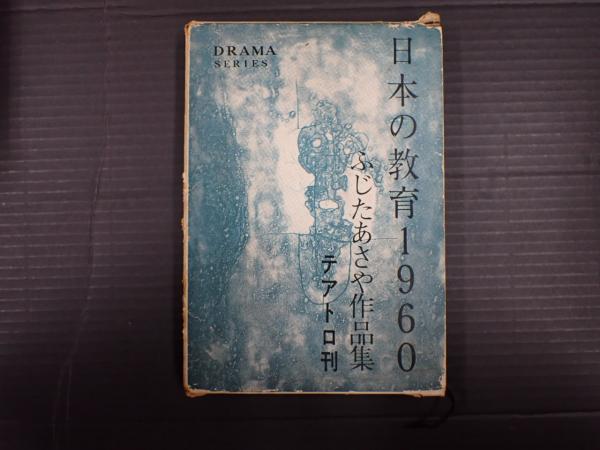 DRAMA
SERIES
日本の教育1960
ふじたあさや作品集
テアトロ刊